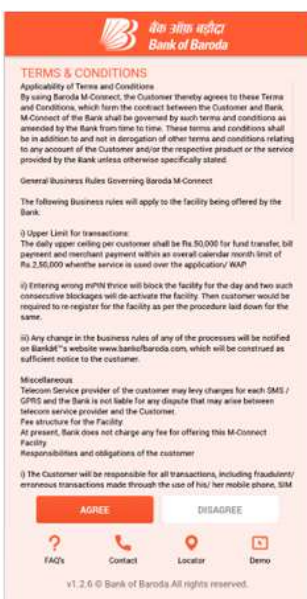 बैंक ऑफ़ बड़ौदा
Bank of Baroda
TERMS & CONDITIONS
Applicability of Terms and Conditions
By using Baroda M-Connect, the Customer thereby agrees to these Terms
and Conditions, which form the contract between the Customer and Bank.
M-Connect of the Bank shall be governed by such terms and conditions as
amended by the Bank from time to time. These terms and conditions shall
be in addition to and not in derogation of other terms and conditions relating
to any account of the Customer and/or the respective product or the service
provided by the Bank unless otherwise specifically stated.
General Business Rules Governing Baroda M-Connect
The following Business rules will apply to the facility being offered by the
Bank:
i) Upper Limit for transactions:
The daily upper ceiling per customer shall be Rs.50,000 for fund transfer, bill
payment and merchant payment within an overall calendar month limit of
Rs.2,50,000 whenthe service is used over the application/ WAP.
ii) Entering wrong mPIN thrice will block the facility for the day and two such
consecutive blockages will de-activate the facility. Then customer would be
required to re-register for the facility as per the procedure laid down for the
same.
iii) Any change in the business rules of any of the processes will be notified
on Bankâ€™s website www.bankofbaroda.com, which will be construed as
sufficient notice to the customer.
Miscellaneous
Telecom Service provider of the customer may levy charges for each SMS /
GPRS and the Bank is not liable for any dispute that may arise between
telecom service provider and the Customer.
Fee structure for the Facility:
At present, Bank does not charge any fee for offering this M-Connect
Facility
Responsibilities and obligations of the customer
i) The Customer will be responsible for all transactions, including fraudulent/
erroneous transactions made through the use of his/ her mobile phone, SIM
AGREE
DISAGREE
FAQ's
Contact
Locator
Demo
v1.2.6 © Bank of Baroda.All rights reserved.